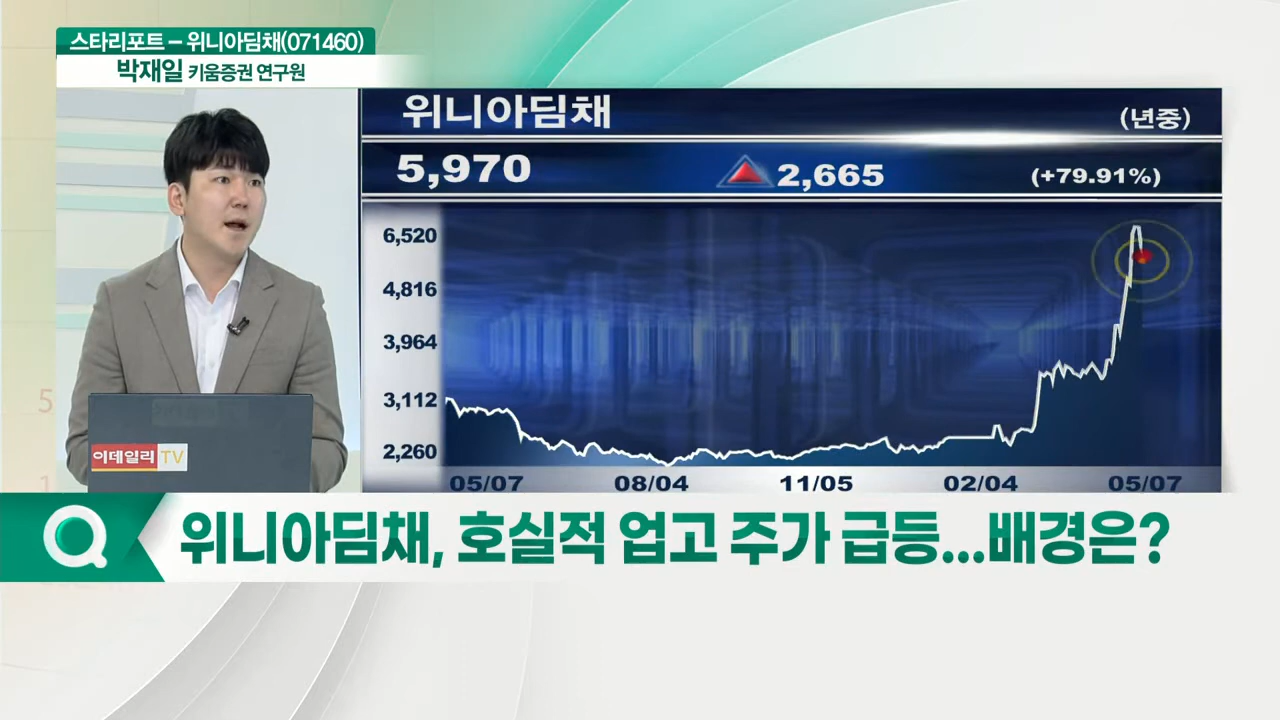 스타리포트 – 위니아딤채(071460)
박재일 키움증권 연구원
위니아딤채 (년중)
5,970 2,665 (+79.91%)
6,520
4,816
3,964
3,112
2,260
05/07 08/04 11/05 02/04 05/07
이데일리 TV
위니아딤채, 호실적 업고 주가 급등...배경은?